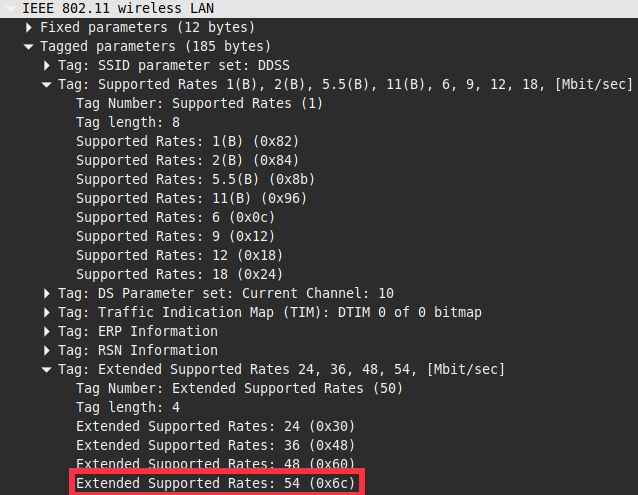 IEEE 802.11 wireless LAN
Fixed parameters (12 bytes)
Tagged parameters (185 bytes)
Tag: SSID parameter set: DDSS
Tag: Supported Rates 1(B), 2(B), 5.5(B), 11(B), 6, 9, 12, 18, [Mbit/sec]
Tag Number: Supported Rates (1)
Tag length: 8
Supported Rates: 1(B) (0x82)
Supported Rates: 2(B) (0x84)
Supported Rates: 5.5(B) (0x8b)
Supported Rates: 11(B) (0x96)
Supported Rates: 6 (0x0c)
Supported Rates: 9 (0x12)
Supported Rates: 12 (0x18)
Supported Rates: 18 (0x24)
Tag: DS Parameter set: Current Channel: 10
Tag: Traffic Indication Map (TIM): DTIM 0 of 0 bitmap
Tag: ERP Information
Tag: RSN Information
Tag: Extended Supported Rates 24, 36, 48, 54, [Mbit/sec]
Tag Number: Extended Supported Rates (50)
Tag length: 4
Extended Supported Rates: 24 (0x30)
Extended Supported Rates: 36 (0x48)
Extended Supported Rates: 48 (0x60)
Extended Supported Rates: 54 (0x6c)